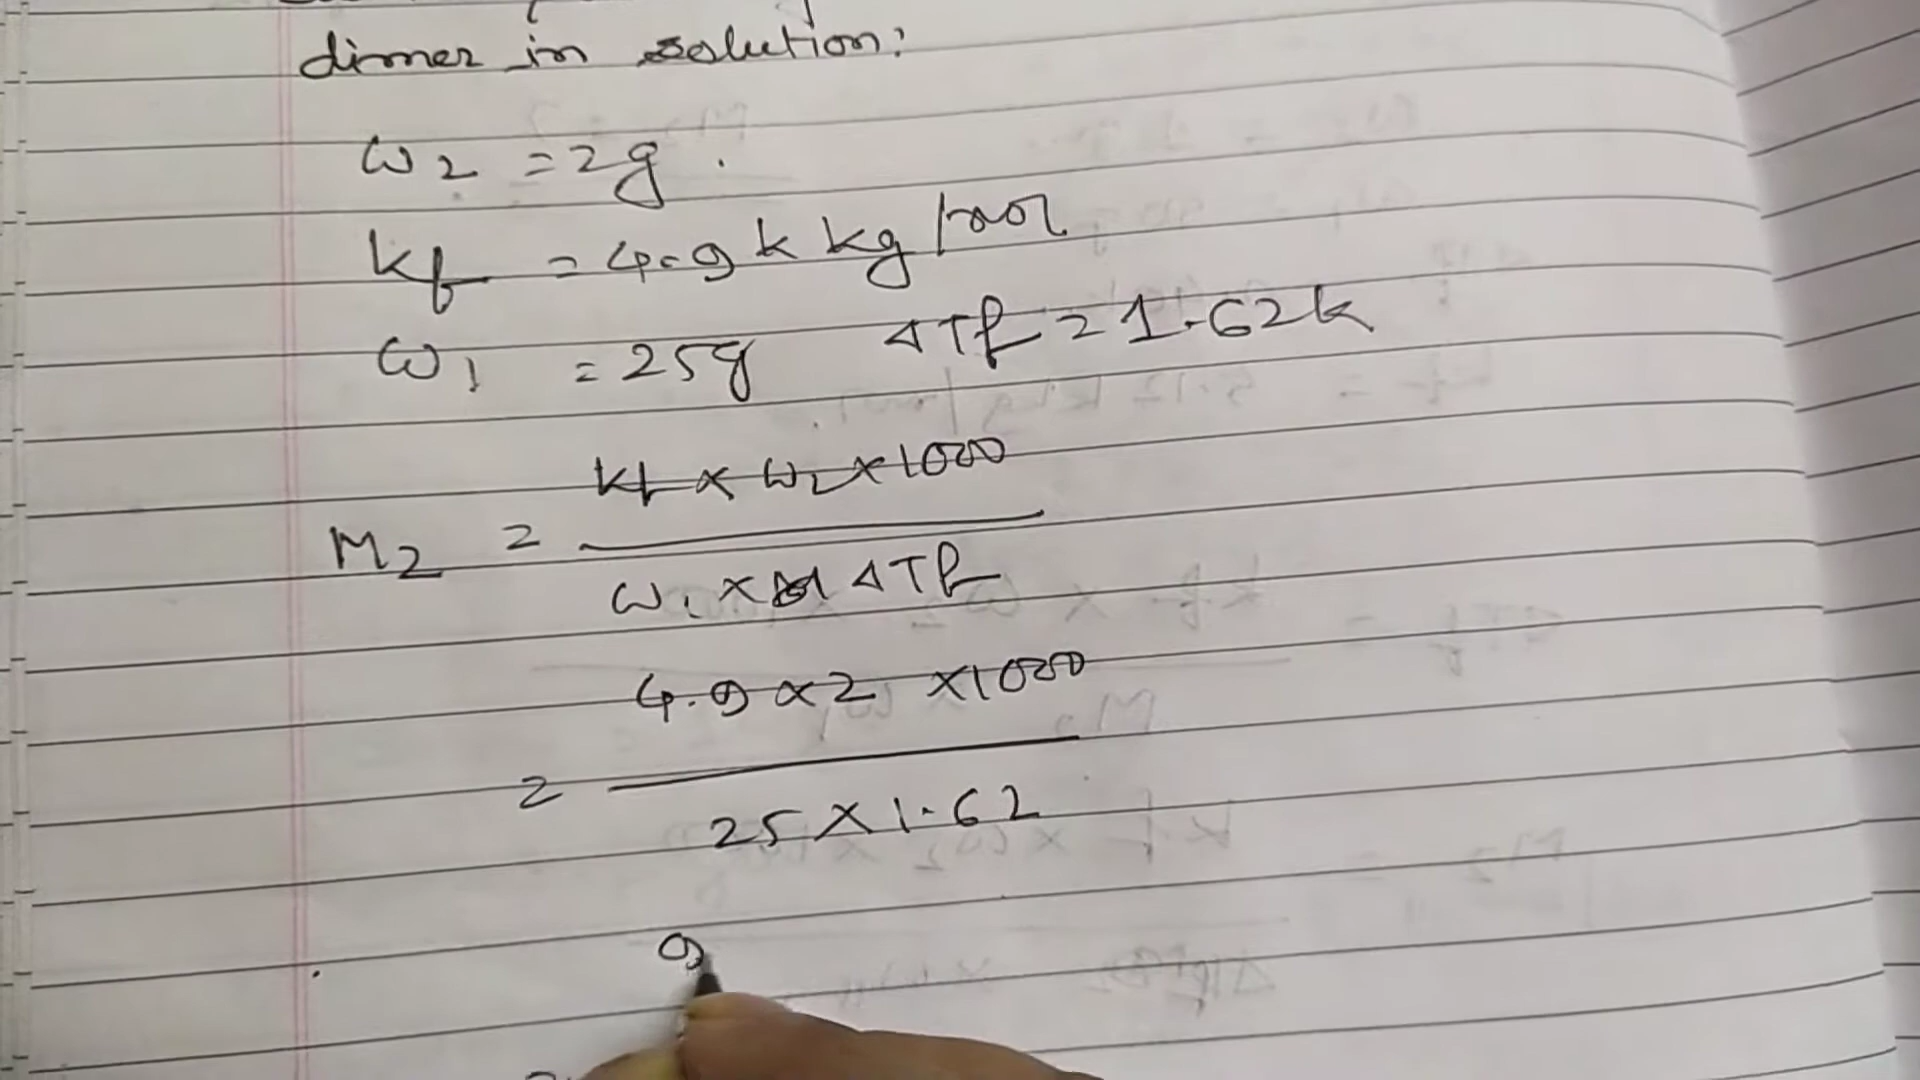 dimer in solution:
w2 = 2g.
kf = 4.9 k kg/mol
w1 = 25g ΔTf = 1.62k
kf × w2 × 1000
M2 =
w1 × ΔTf
4.9 × 2 × 1000
=
25 × 1.62
9